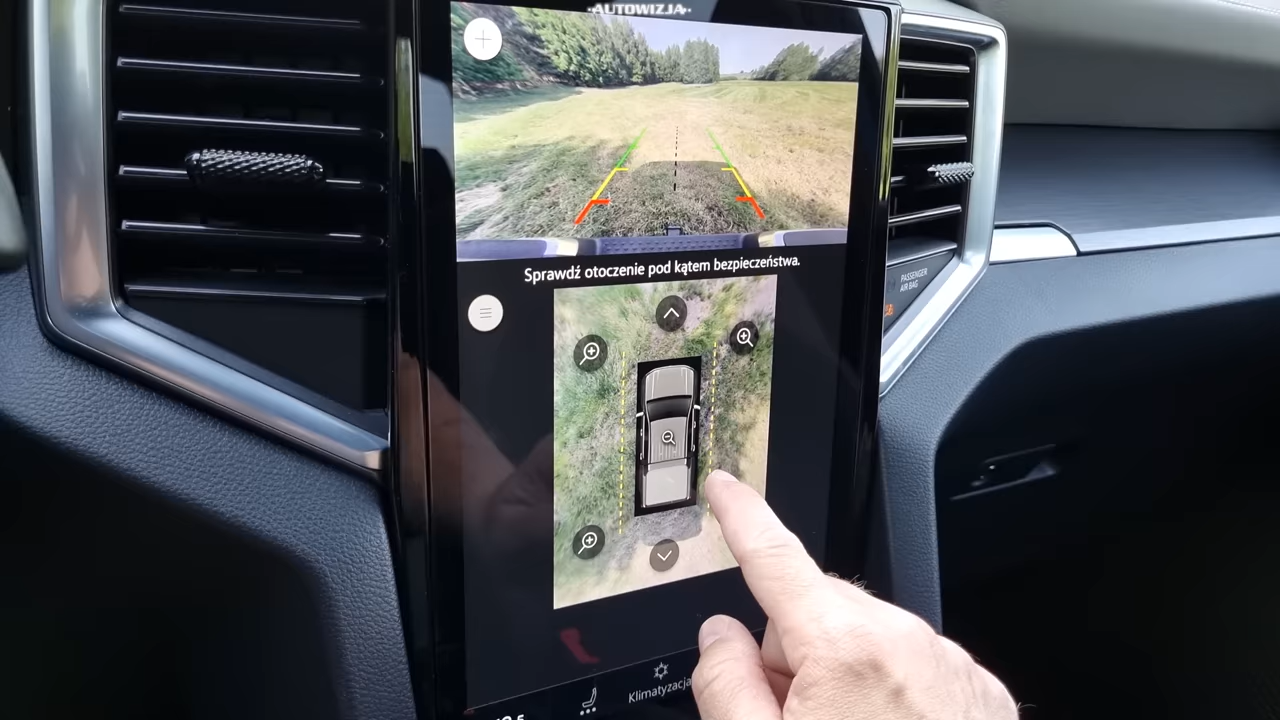 ·AUTOWIZJA·
Sprawdź otoczenie pod kątem bezpieczeństwa.
PASSENGER
AIR BAG
Klimatyzacja